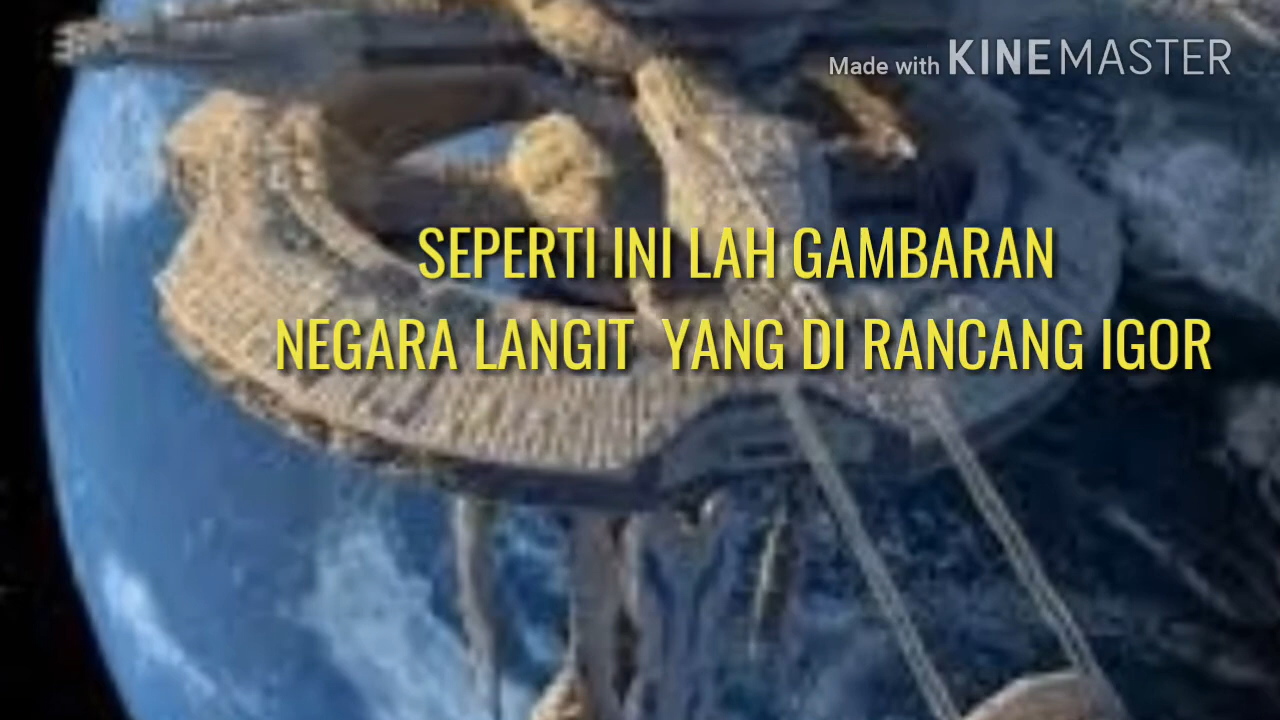 Made with KINEMASTER
SEPERTI INI LAH GAMBARAN
NEGARA LANGIT YANG DI RANCANG IGOR